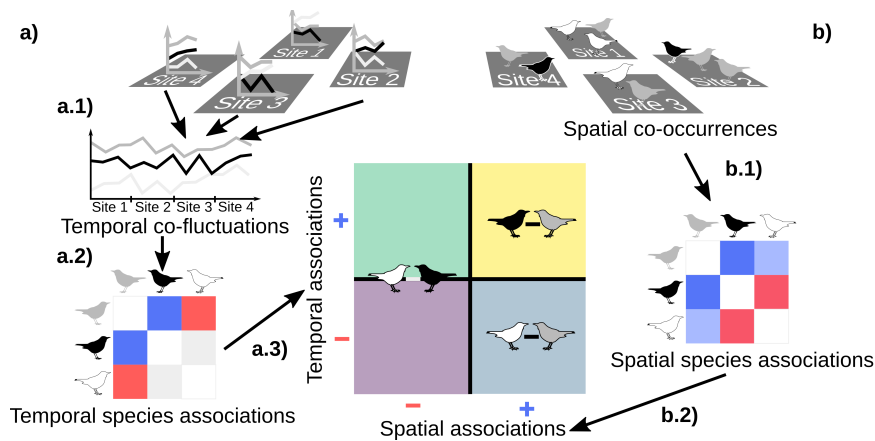 a)
b)
Site 1
Site 4
Site 2
Site 3
Site 1
Site 4
Site 2
Site 3
a.1)
Spatial co-occurrences
b.1)
Site 1 Site 2 Site 3 Site 4
Temporal co-fluctuations
a.2)
Temporal associations
+
−
a.3)
Spatial species associations
Temporal species associations
− +
Spatial associations
b.2)